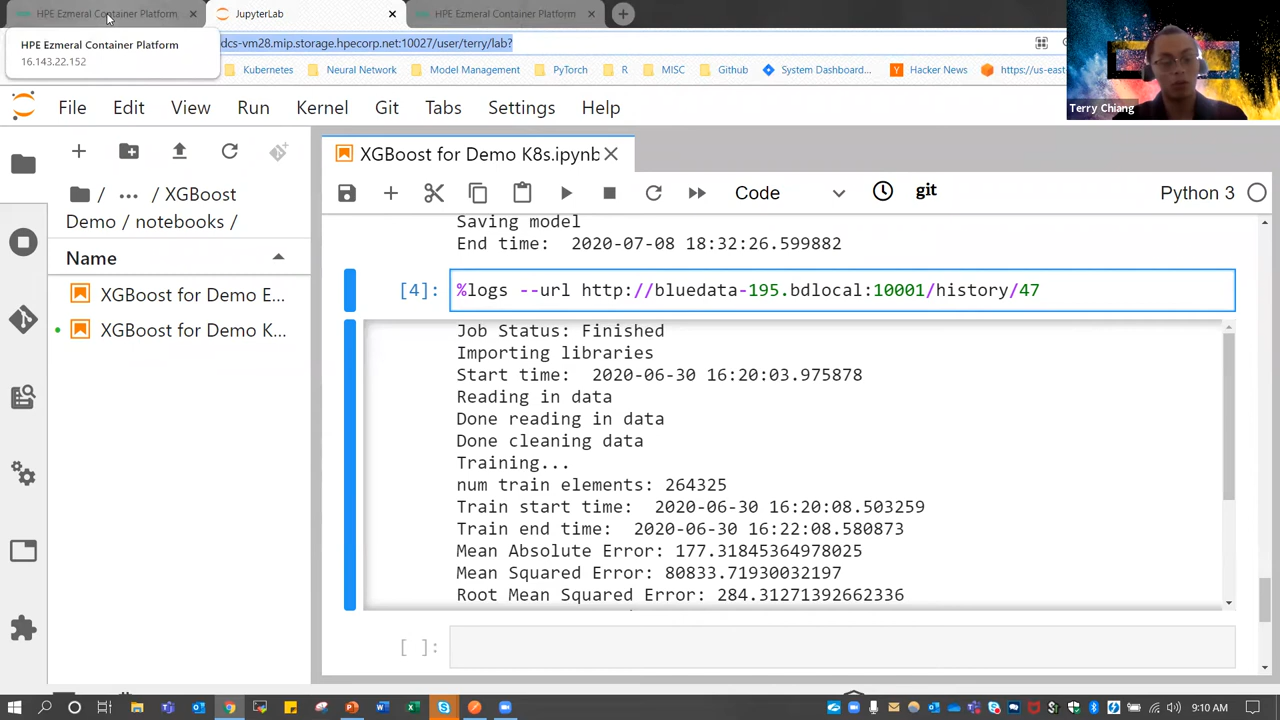 HPE Ezmeral Container Platform
JupyterLab
HPE Ezmeral Container Platform
HPE Ezmeral Container Platform
16.143.22.152
dcs-vm28.mip.storage.hpecorp.net:10027/user/terry/lab?
Kubernetes
Neural Network
Model Management
PyTorch
R
MISC
Github
System Dashboard...
Hacker News
https://us-east
Terry Chiang
File
Edit
View
Run
Kernel
Git
Tabs
Settings
Help
XGBoost for Demo K8s.ipynb
/ ... / XGBoost
Demo / notebooks /
Name
XGBoost for Demo E...
XGBoost for Demo K...
Code
git
Python 3
Saving model
End time:  2020-07-08 18:32:26.599882
[4]: %logs --url http://bluedata-195.bdlocal:10001/history/47
Job Status: Finished
Importing libraries
Start time:  2020-06-30 16:20:03.975878
Reading in data
Done reading in data
Done cleaning data
Training...
num train elements: 264325
Train start time:  2020-06-30 16:20:08.503259
Train end time:  2020-06-30 16:22:08.580873
Mean Absolute Error: 177.31845364978025
Mean Squared Error: 80833.71930032197
Root Mean Squared Error: 284.31271392662336
[ ]:
9:10 AM